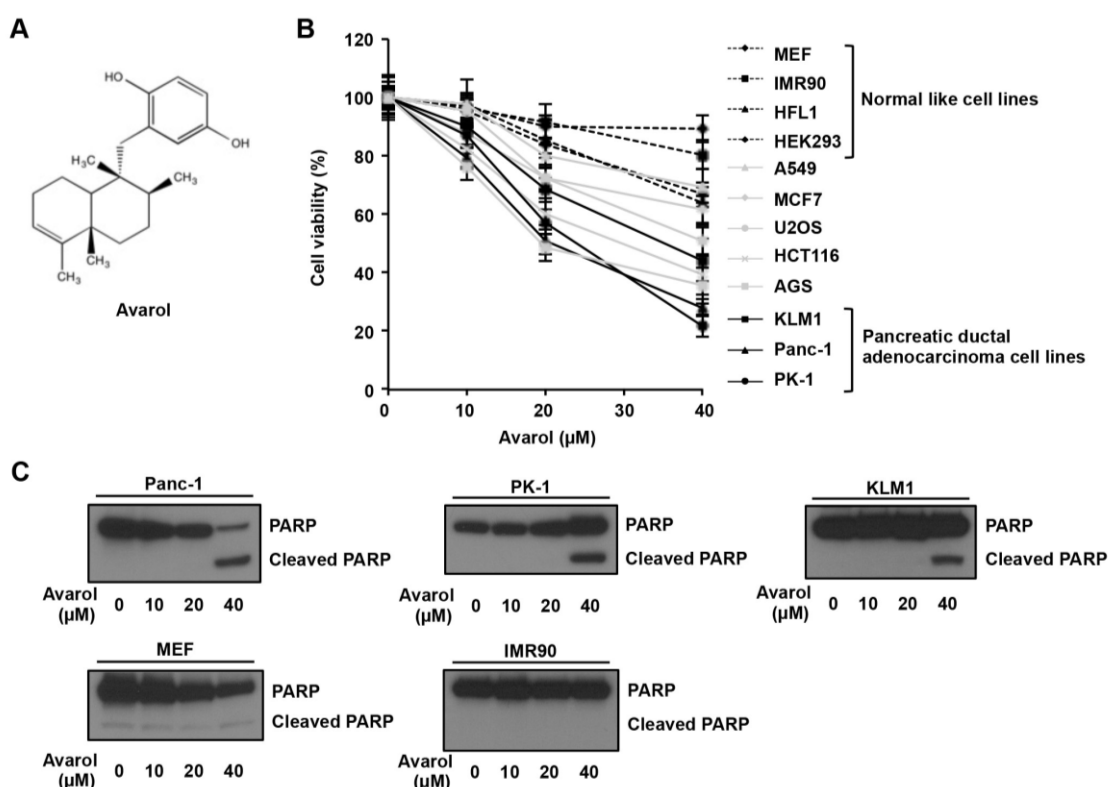 A
HO
OH
H₃C
CH₃
CH₃
CH₃
Avarol
B
120
100
80
60
40
20
0
Cell viability (%)
0
10
20
30
40
Avarol (µM)
MEF
IMR90
HFL1
HEK293
Normal like cell lines
A549
MCF7
U2OS
HCT116
AGS
KLM1
Panc-1
PK-1
Pancreatic ductal
adenocarcinoma cell lines
C
Panc-1
PARP
Cleaved PARP
Avarol
(µM)
0 10 20 40
PK-1
PARP
Cleaved PARP
Avarol
(µM)
0 10 20 40
KLM1
PARP
Cleaved PARP
Avarol
(µM)
0 10 20 40
MEF
PARP
Cleaved PARP
Avarol
(µM)
0 10 20 40
IMR90
PARP
Cleaved PARP
Avarol
(µM)
0 10 20 40